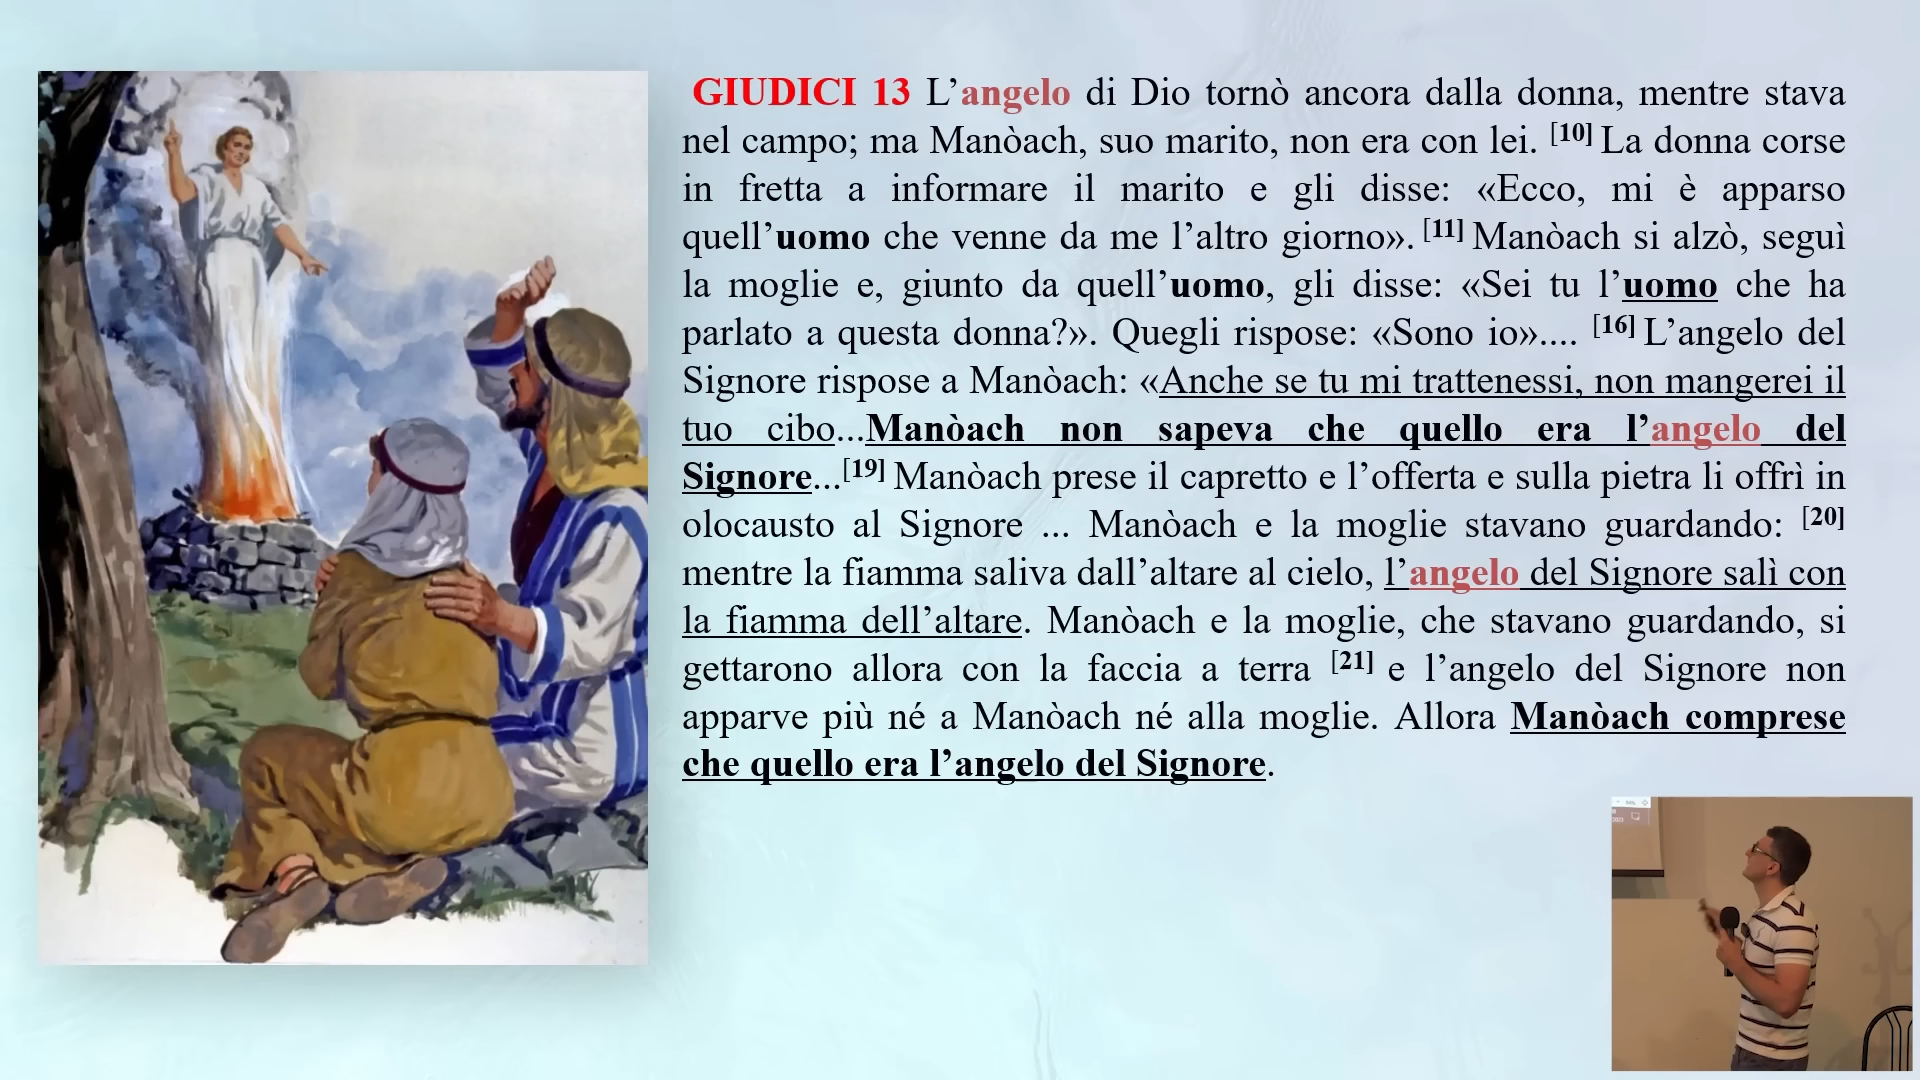 GIUDICI 13 L’angelo di Dio tornò ancora dalla donna, mentre stava
nel campo; ma Manòach, suo marito, non era con lei. [10] La donna corse
in fretta a informare il marito e gli disse: «Ecco, mi è apparso
quell’uomo che venne da me l’altro giorno». [11] Manòach si alzò, seguì
la moglie e, giunto da quell’uomo, gli disse: «Sei tu l’uomo che ha
parlato a questa donna?». Quegli rispose: «Sono io».... [16] L’angelo del
Signore rispose a Manòach: «Anche se tu mi trattenessi, non mangerei il
tuo cibo...Manòach non sapeva che quello era l’angelo del
Signore...[19] Manòach prese il capretto e l’offerta e sulla pietra li offrì in
olocausto al Signore ... Manòach e la moglie stavano guardando: [20]
mentre la fiamma saliva dall’altare al cielo, l’angelo del Signore salì con
la fiamma dell’altare. Manòach e la moglie, che stavano guardando, si
gettarono allora con la faccia a terra [21] e l’angelo del Signore non
apparve più né a Manòach né alla moglie. Allora Manòach comprese
che quello era l’angelo del Signore.